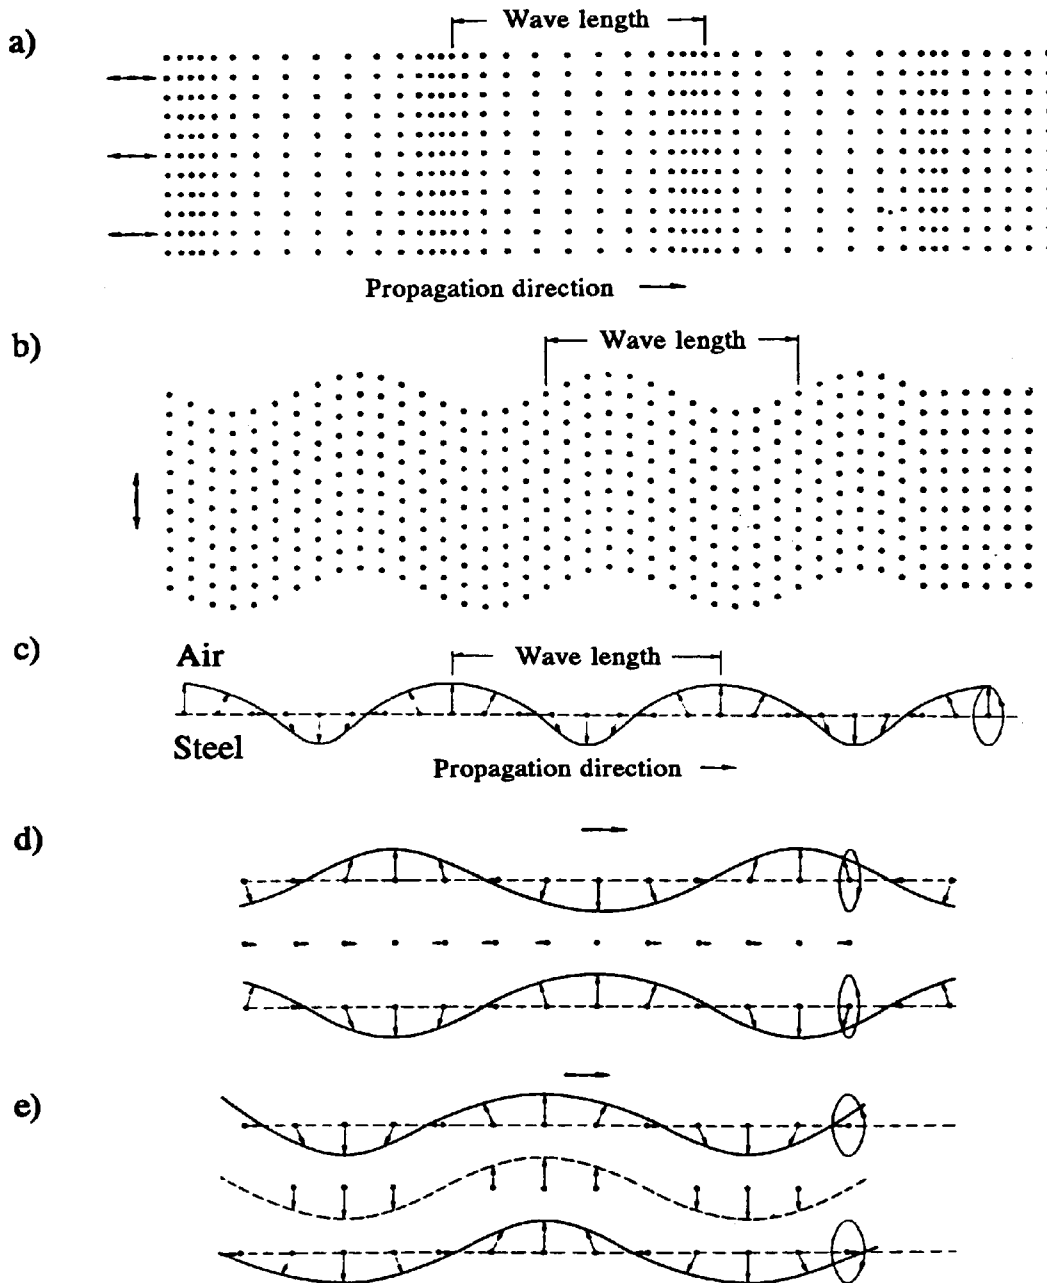 a)
Wave length
Propagation direction
b)
Wave length
c)
Air
Wave length
Steel
Propagation direction
d)
e)